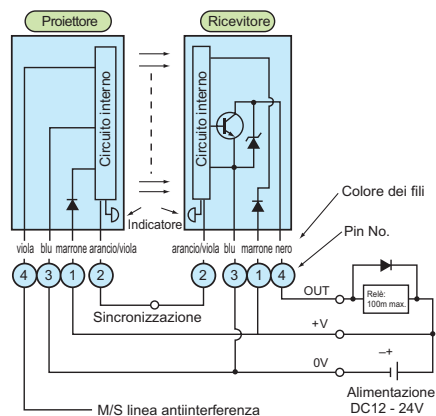 Proiettore
Ricevitore
Circuito interno
Circuito interno
Indicatore
Colore dei fili
Pin No.
viola blu marrone arancio/viola
arancio/viola blu marrone nero
4 3 1 2
2 3 1 4
Sincronizzazione
OUT
Relè:
100m max.
+V
0V
–+
Alimentazione
DC12 - 24V
M/S linea antiinterferenza